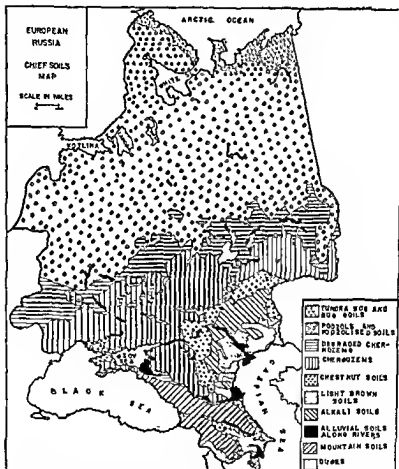 EUROPEAN
RUSSIA
CHIEF SOILS
MAP
SCALE IN MILES
ARCTIC OCEAN
WHITE
BLACK SEA
CASPIAN SEA
TUNDRA BOG AND
BOG SOILS
PODSOLS AND
PODZOLISED SOILS
DEGRADED CHER-
NOZEMS
CHERNOZEMS
CHESTNUT SOILS
LIGHT BROWN
SOILS
ALKALI SOILS
ALLUVIAL SOILS
ALONG RIVERS
MOUNTAIN SOILS
DUNES